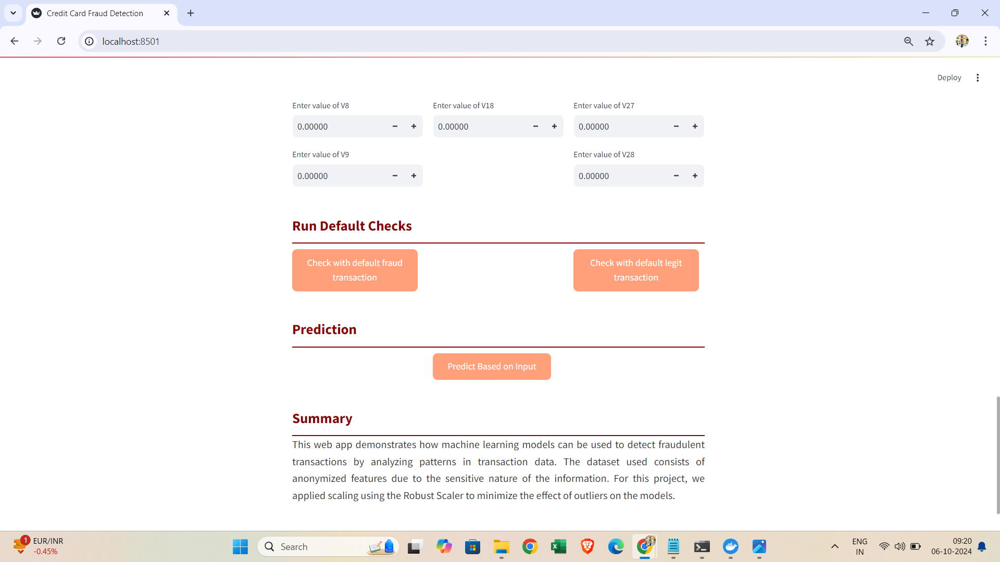 Credit Card Fraud Detection
localhost:8501
Deploy
Enter value of V8
Enter value of V18
Enter value of V27
0.00000
0.00000
0.00000
Enter value of V9
Enter value of V28
0.00000
0.00000
Run Default Checks
Check with default fraud
transaction
Check with default legit
transaction
Prediction
Predict Based on Input
Summary
This web app demonstrates how machine learning models can be used to detect fraudulent
transactions by analyzing patterns in transaction data. The dataset used consists of
anonymized features due to the sensitive nature of the information. For this project, we
applied scaling using the Robust Scaler to minimize the effect of outliers on the models.
1
EUR/INR
-0.45%
Search
ENG
IN
09:20
06-10-2024